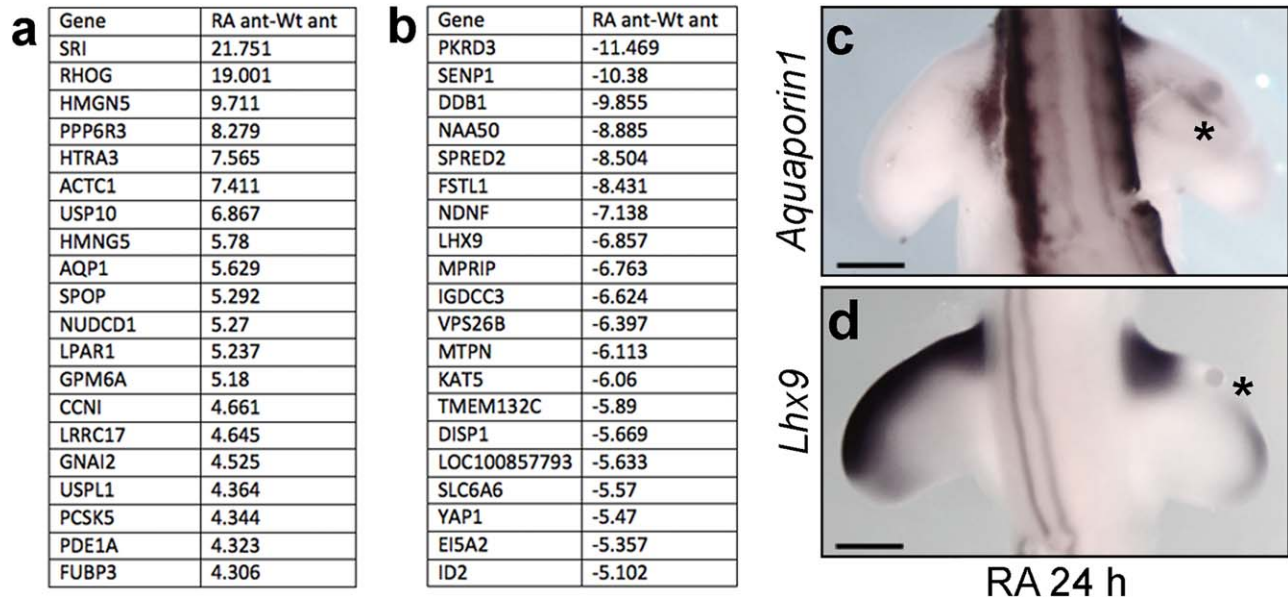 a
Gene RA ant-Wt ant
SRI 21.751
RHOG 19.001
HMGN5 9.711
PPP6R3 8.279
HTRA3 7.565
ACTC1 7.411
USP10 6.867
HMNG5 5.78
AQP1 5.629
SPOP 5.292
NUDCD1 5.27
LPAR1 5.237
GPM6A 5.18
CCNI 4.661
LRRC17 4.645
GNAI2 4.525
USPL1 4.364
PCSK5 4.344
PDE1A 4.323
FUBP3 4.306
b
Gene RA ant-Wt ant
PKRD3 -11.469
SENP1 -10.38
DDB1 -9.855
NAA50 -8.885
SPRED2 -8.504
FSTL1 -8.431
NDNF -7.138
LHX9 -6.857
MPRIP -6.763
IGDCC3 -6.624
VPS26B -6.397
MTPN -6.113
KAT5 -6.06
TMEM132C -5.89
DISP1 -5.669
LOC100857793 -5.633
SLC6A6 -5.57
YAP1 -5.47
EI5A2 -5.357
ID2 -5.102
c
Aquaporin1
*
d
Lhx9
*
RA 24 h